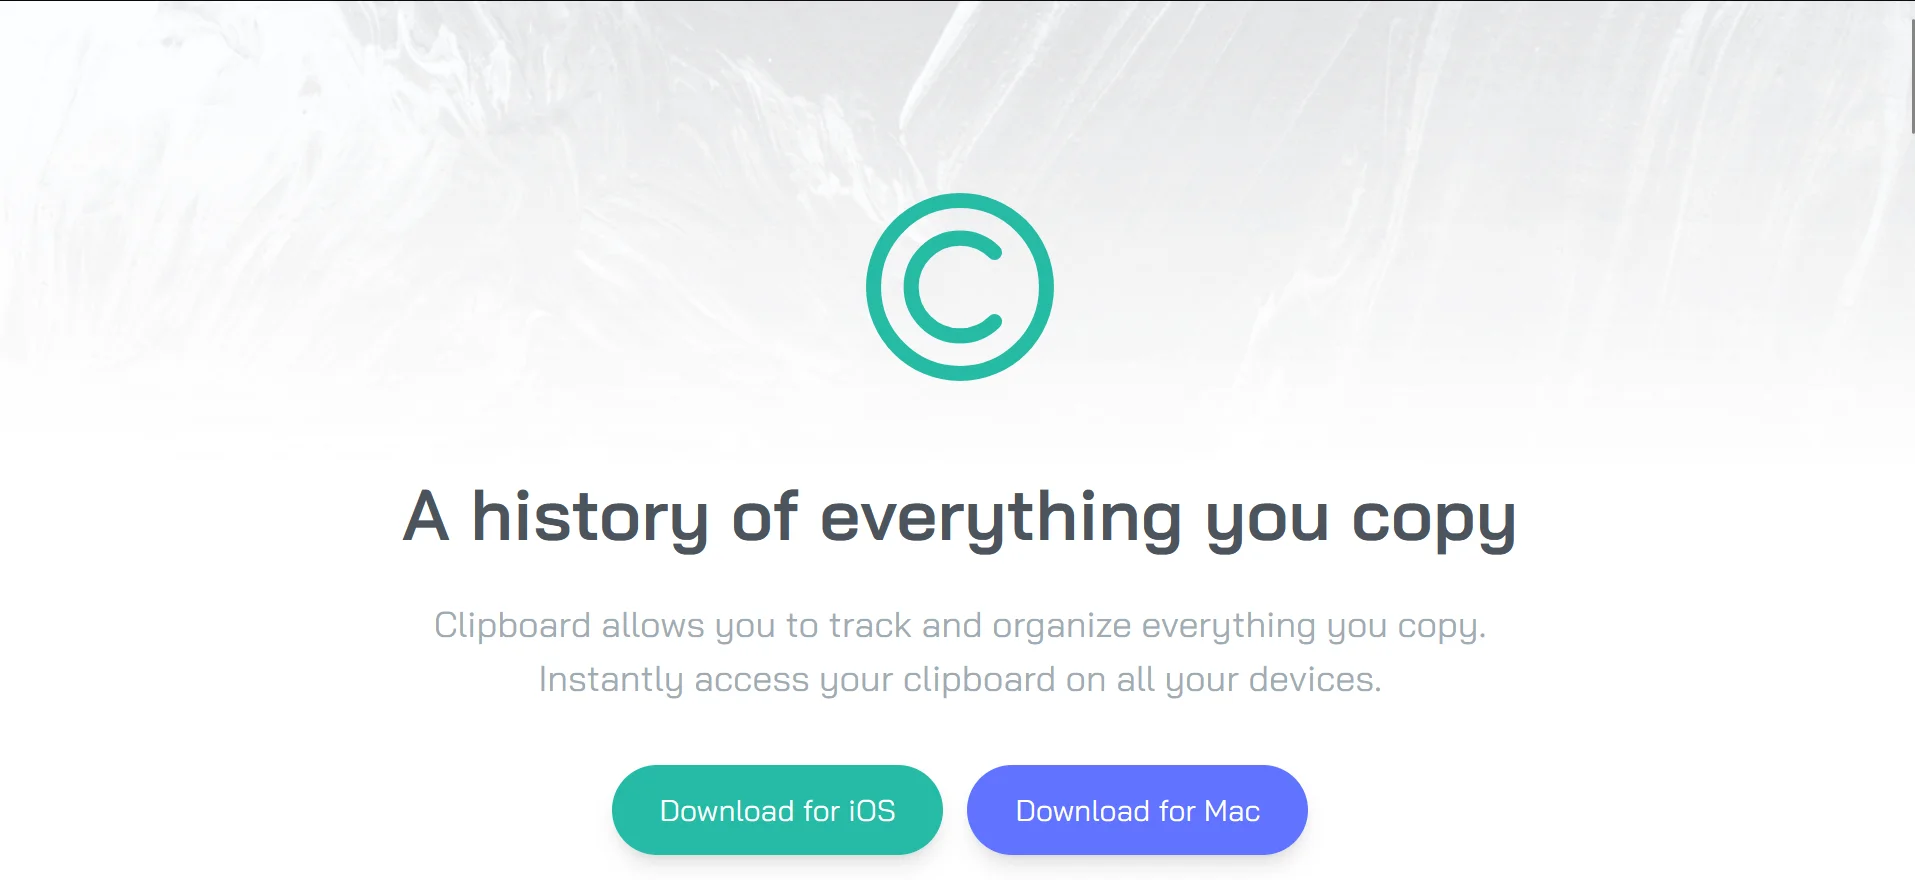 C
A history of everything you copy
Clipboard allows you to track and organize everything you copy.
Instantly access your clipboard on all your devices.
Download for iOS
Download for Mac